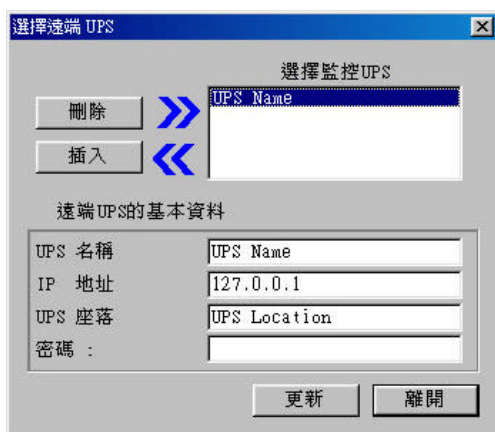 選擇遠端 UPS
選擇監控UPS
刪除
UPS Name
插入
遠端UPS的基本資料
UPS 名稱
UPS Name
IP 地址
127.0.0.1
UPS 座落
UPS Location
密碼 :
更新
離開